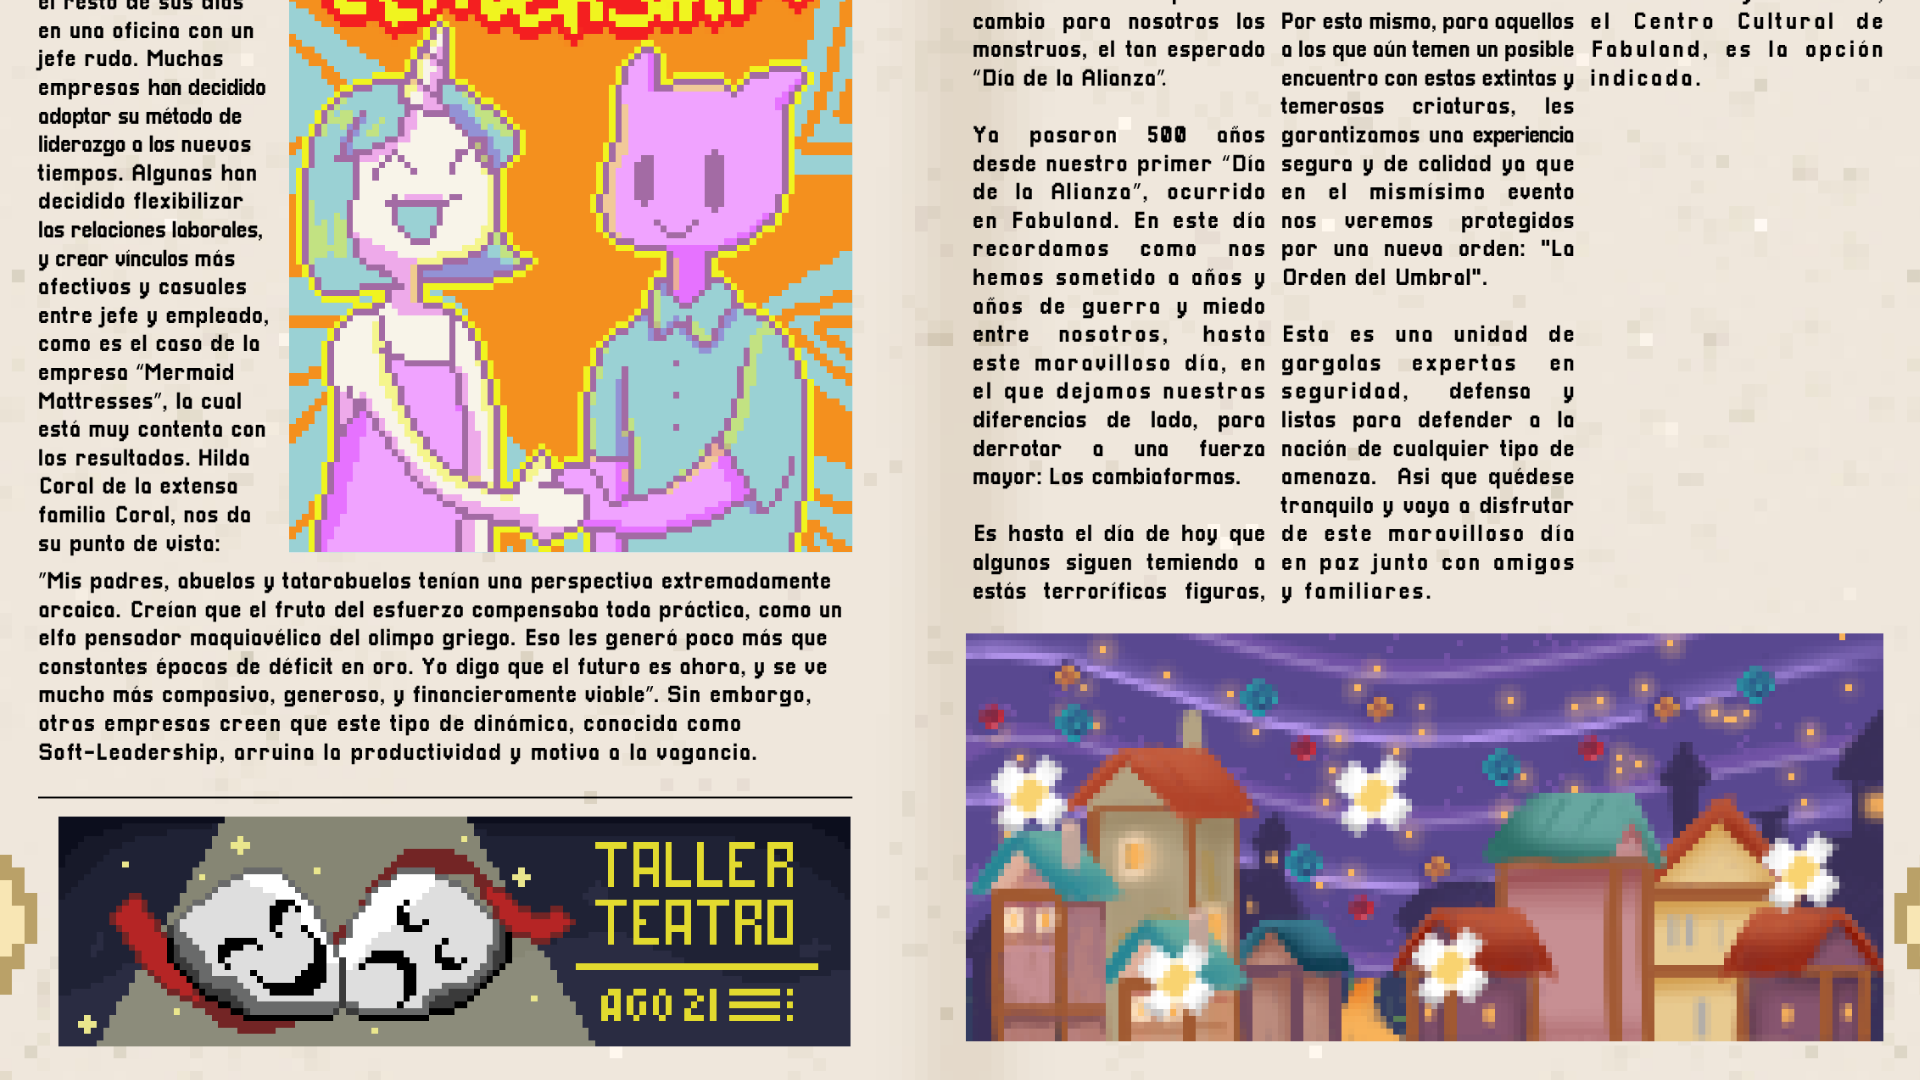 el resto de sus días
en una oficina con un
jefe rudo. Muchas
empresas han decidido
adoptar su método de
liderazgo a los nuevos
tiempos. Algunas han
decidido flexibilizar
las relaciones laborales,
y crear vínculos más
afectivos y casuales
entre jefe y empleado,
como es el caso de la
empresa "Mermaid
Mattresses", la cual
está muy contenta con
los resultados. Hilda
Coral de la extensa
familia Coral, nos da
su punto de vista:
"Mis padres, abuelos y tatarabuelos tenían una perspectiva extremadamente
arcaica. Creían que el fruto del esfuerzo compensaba toda práctica, como un
elfo pensador maquiavélico del olimpo griego. Eso les generó poco más que
constantes épocas de déficit en oro. Yo digo que el futuro es ahora, y se ve
mucho más compasivo, generoso, y financieramente viable". Sin embargo,
otras empresas creen que este tipo de dinámica, conocida como
Soft-Leadership, arruina la productividad y motiva a la vagancia.
TALLER
TEATRO
AGO 21
cambio para nosotros los
monstruos, el tan esperado
"Día de la Alianza".
Ya pasaron 500 años
desde nuestro primer "Día
de la Alianza", ocurrido
en Fabuland. En este día
recordamos como nos
hemos sometido a años y
años de guerra y miedo
entre nosotros, hasta
este maravilloso día, en
el que dejamos nuestras
diferencias de lado, para
derrotar a una fuerza
mayor: Los cambiaformas.
Es hasta el día de hoy que
algunos siguen temiendo a
estás terroríficas figuras,
Por esto mismo, para aquellos
a los que aún temen un posible
encuentro con estas extintas y
temerosas criaturas, les
garantizamos una experiencia
segura y de calidad ya que
en el mismísimo evento
nos veremos protegidos
por una nueva orden: "La
Orden del Umbral".
Esta es una unidad de
gargolas expertas en
seguridad, defensa y
listas para defender a la
nación de cualquier tipo de
amenaza. Asi que quédese
tranquilo y vaya a disfrutar
de este maravilloso día
en paz junto con amigos
y familiares.
el Centro Cultural de
Fabuland, es la opción
indicada.